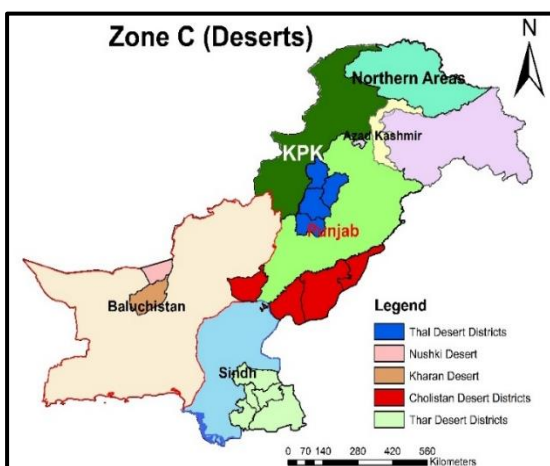 Zone C (Deserts)
N
Northern Areas
Azad Kashmir
KPK
Punjab
Baluchistan
Sindh
Legend
Thal Desert Districts
Nushki Desert
Kharan Desert
Cholistan Desert Districts
Thar Desert Districts
0 70 140 280 420 560
Kilometers